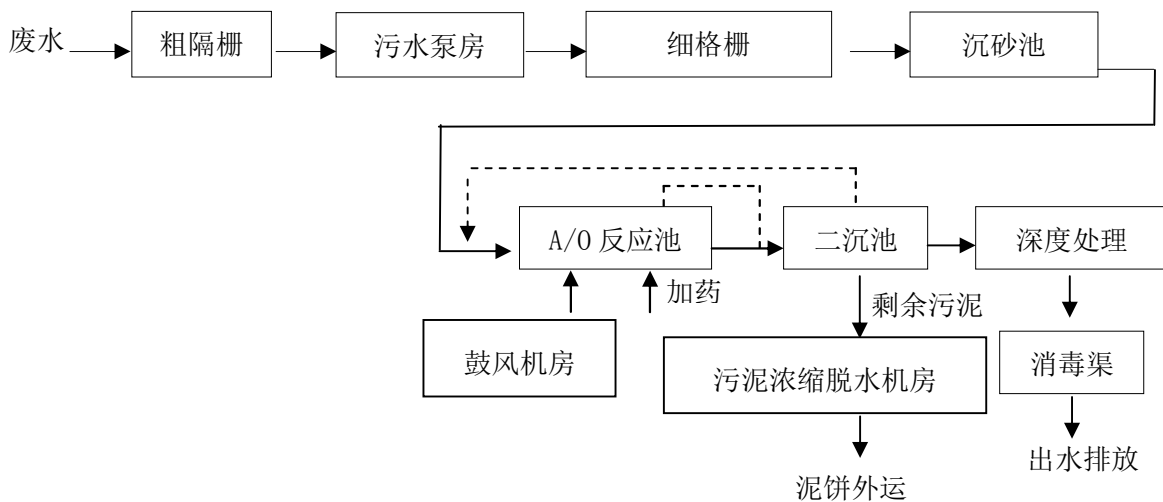 废水
粗隔栅
污水泵房
细格栅
沉砂池
A/O 反应池
二沉池
深度处理
加药
剩余污泥
鼓风机房
污泥浓缩脱水机房
消毒渠
出水排放
泥饼外运